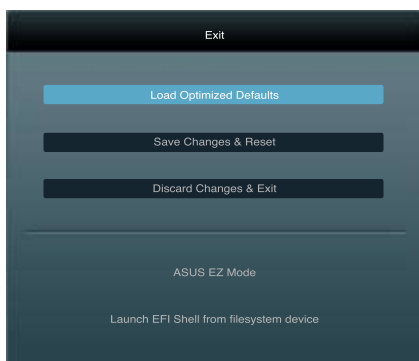 Exit
Load Optimized Defaults
Save Changes & Reset
Discard Changes & Exit
ASUS EZ Mode
Launch EFI Shell from filesystem device